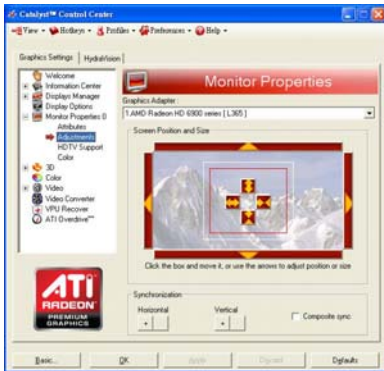 Catalyst™ Control Center
View Hotkeys Profiles Preferences Help
Graphics Settings HydraVision
Welcome
Information Center
Displays Manager
Display Options
Monitor Properties 0
Attributes
Adjustments
HDTV Support
Color
3D
Color
Video
Video Converter
VPU Recover
ATI Overdrive™
ATI
RADEON
PREMIUM
GRAPHICS
Monitor Properties
Graphics Adapter :
1.AMD Radeon HD 6900 series [ L365 ]
Screen Position and Size
Click the box and move it, or use the arrows to adjust position or size
Synchronization
Horizontal Vertical
+ - + -
Composite sync
Basic... OK Apply Discard Defaults